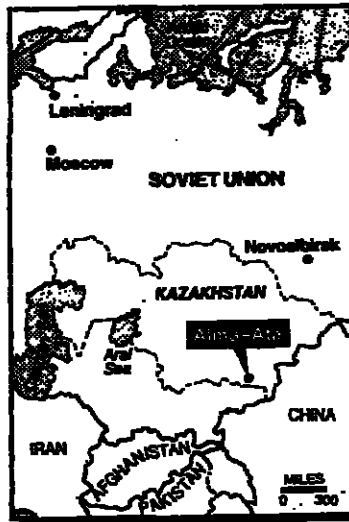 Leningrad
Moscow
SOVIET UNION
Novosibirsk
KAZAKHSTAN
Alma-Ata
Aral
Sea
CHINA
IRAN
AFGHANISTAN
PAKISTAN
MILES
0 300